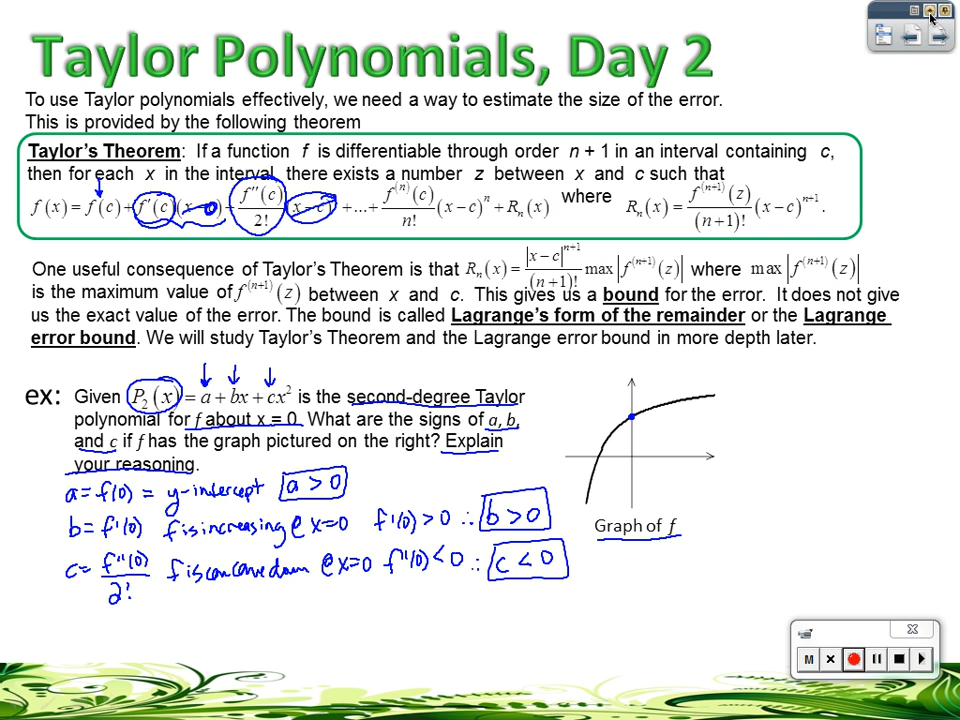 Taylor Polynomials, Day 2
To use Taylor polynomials effectively, we need a way to estimate the size of the error.
This is provided by the following theorem
Taylor's Theorem: If a function f is differentiable through order n + 1 in an interval containing c,
then for each x in the interval, there exists a number z between x and c such that
f(x) = f(c) + f'(c)(x - c) + f''(c)/2! (x - c)² + ... + f⁽ⁿ⁾(c)/n! (x - c)ⁿ + Rₙ(x) where Rₙ(x) = f⁽ⁿ⁺¹⁾(z)/(n+1)! (x - c)ⁿ⁺¹.
One useful consequence of Taylor's Theorem is that Rₙ(x) = |x - c|ⁿ⁺¹/(n+1)! max |f⁽ⁿ⁺¹⁾(z)| where max |f⁽ⁿ⁺¹⁾(z)|
is the maximum value of f⁽ⁿ⁺¹⁾(z) between x and c. This gives us a bound for the error. It does not give
us the exact value of the error. The bound is called Lagrange's form of the remainder or the Lagrange
error bound. We will study Taylor's Theorem and the Lagrange error bound in more depth later.
ex: Given P₂(x) = a + bx + cx² is the second-degree Taylor
polynomial for f about x = 0. What are the signs of a, b,
and c if f has the graph pictured on the right? Explain
your reasoning.
a = f(0) = y-intercept a > 0
b = f'(0) f is increasing @ x=0 f'(0) > 0 ∴ b > 0
c = f''(0)/2! f is concave down @ x=0 f''(0) < 0 ∴ c < 0
Graph of f
M